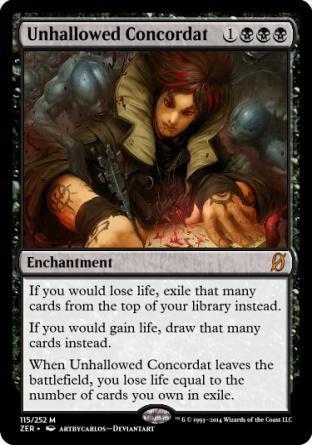 Unhallowed Concordat 1
Enchantment
If you would lose life, exile that many
cards from the top of your library instead.
If you would gain life, draw that many
cards instead.
When Unhallowed Concordat leaves the
battlefield, you lose life equal to the
number of cards you own in exile.
115/252 M
™ & © 1993–2014 Wizards of the Coast LLC
ZER • ARTBYCARLOS—DEVIANTART